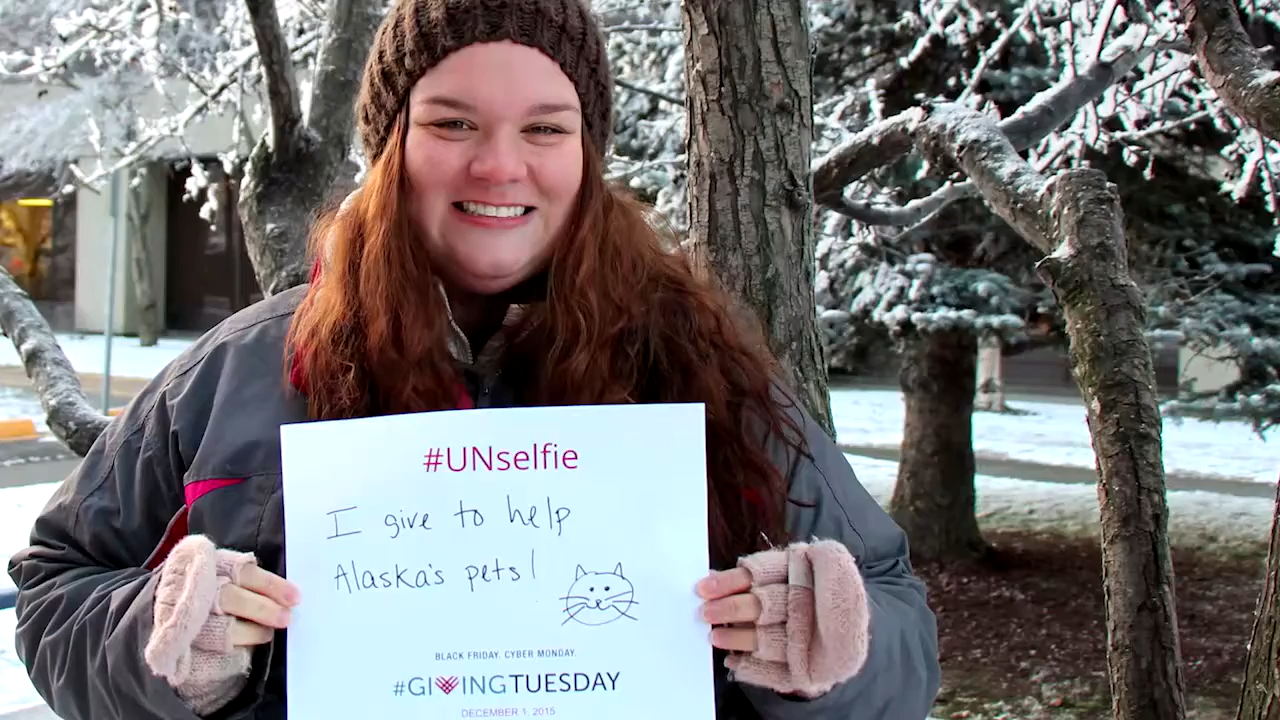 #UNselfie
I give to help
Alaska's pets!
BLACK FRIDAY. CYBER MONDAY.
#GIVINGTUESDAY
DECEMBER 1, 2015